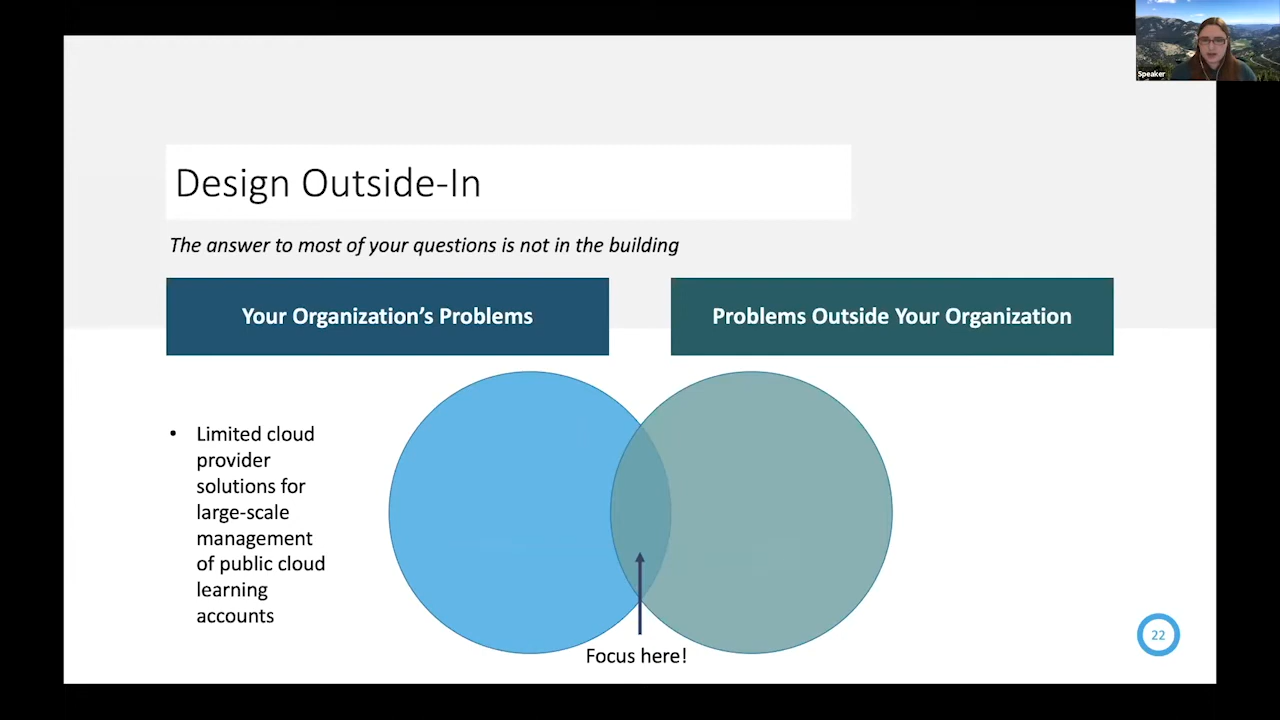 Speaker
Design Outside-In
The answer to most of your questions is not in the building
Your Organization’s Problems
Problems Outside Your Organization
• Limited cloud
provider
solutions for
large-scale
management
of public cloud
learning
accounts
Focus here!
22